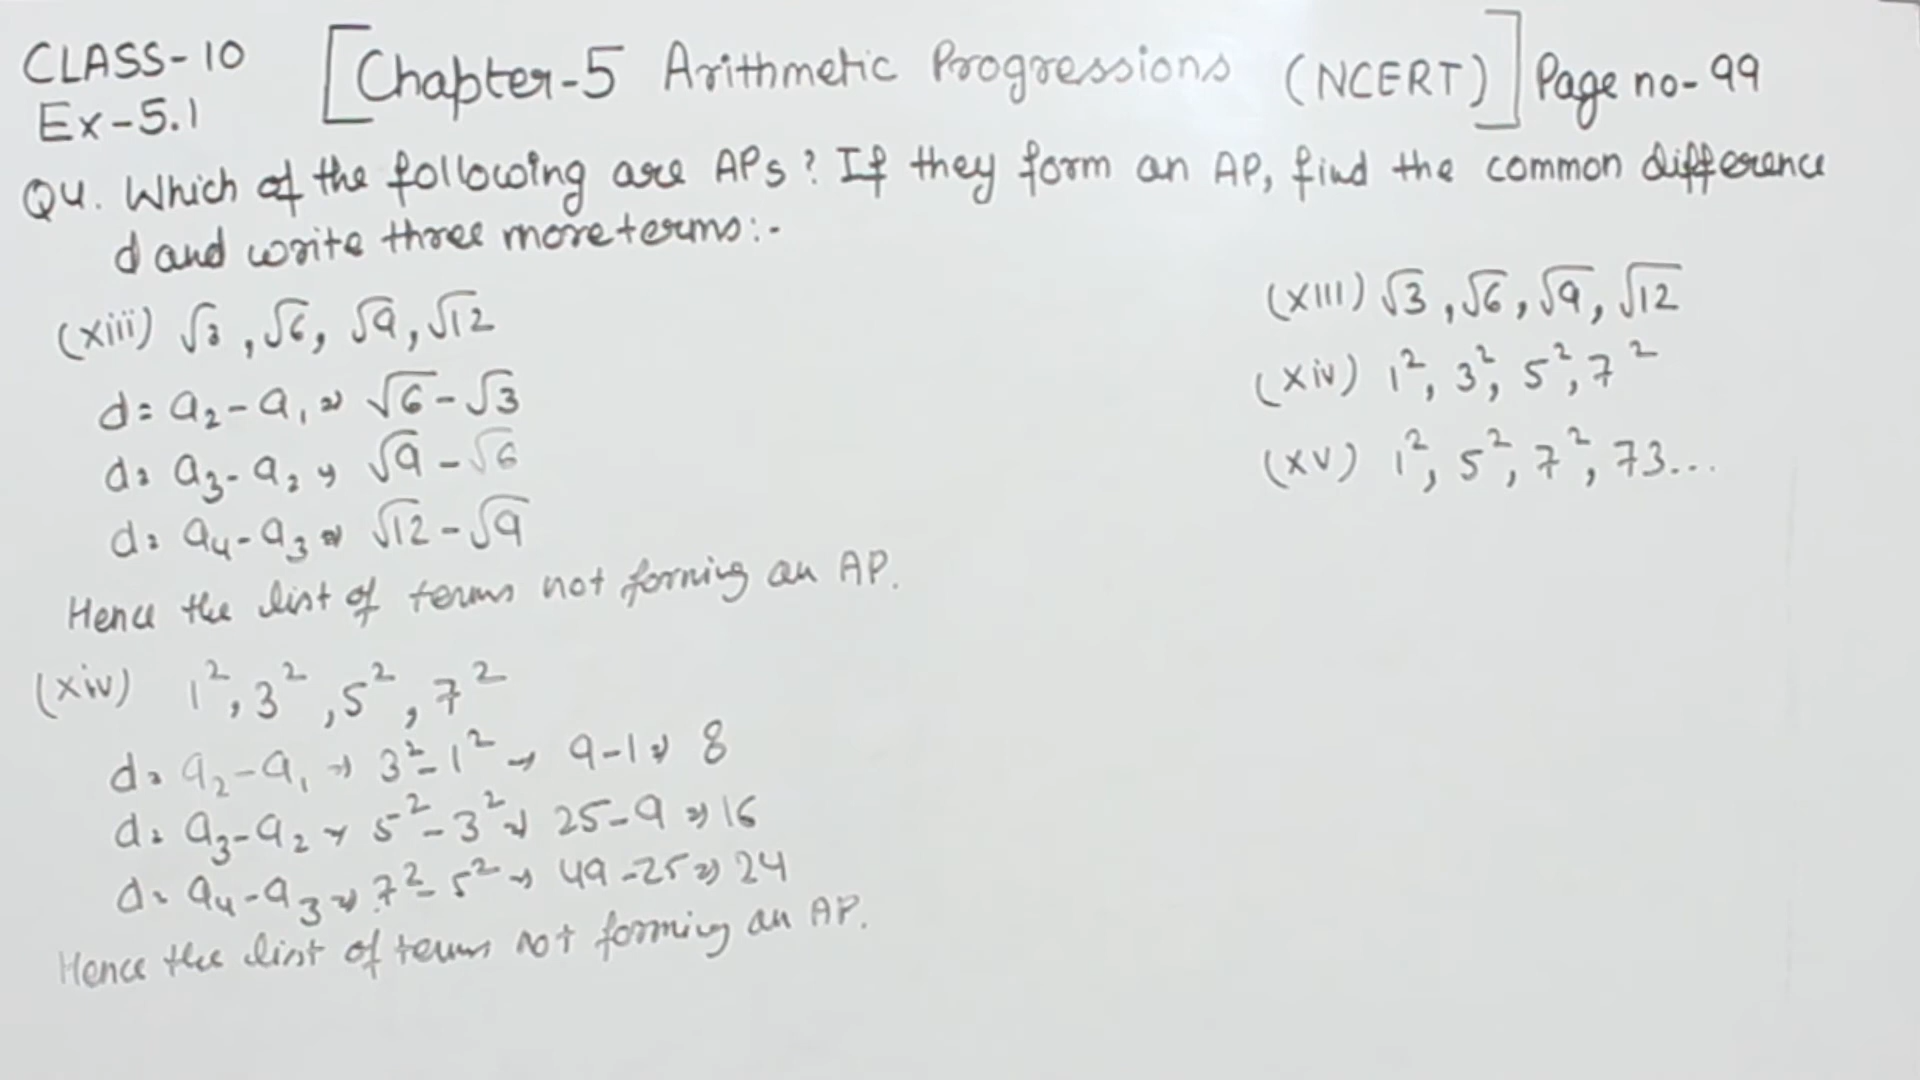 CLASS-10 [Chapter-5 Arithmetic Progressions (NCERT)] Page no-99
Ex-5.1
Q4. Which of the following are APs? If they form an AP, find the common difference
d and write three more terms:-
(xiii) √3, √6, √9, √12
d= a₂-a₁ ⇒ √6-√3
d= a₃-a₂ ⇒ √9-√6
d= a₄-a₃ ⇒ √12-√9
Hence the list of terms not forming an AP.
(xiv) 1², 3², 5², 7²
d= a₂-a₁ ⇒ 3²-1² ⇒ 9-1 ⇒ 8
d= a₃-a₂ ⇒ 5²-3² ⇒ 25-9 ⇒ 16
d= a₄-a₃ ⇒ 7²-5² ⇒ 49-25 ⇒ 24
Hence the list of terms not forming an AP.
(XIII) √3, √6, √9, √12
(xiv) 1², 3², 5², 7²
(xv) 1², 5², 7², 73...